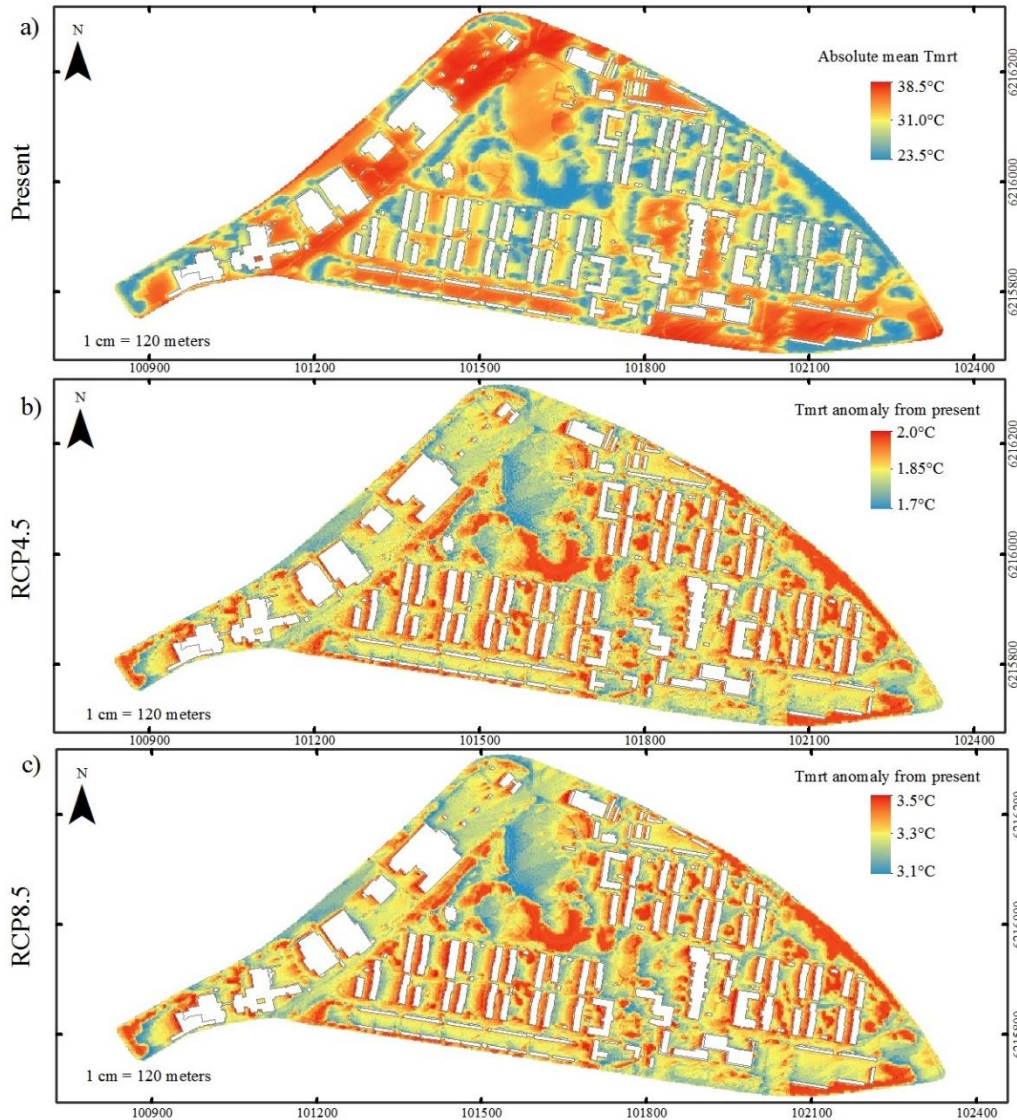 a)
N
Absolute mean Tmrt
38.5°C
31.0°C
23.5°C
Present
6216200
6216000
6215800
1 cm = 120 meters
100900 101200 101500 101800 102100 102400
b)
N
Tmrt anomaly from present
2.0°C
1.85°C
1.7°C
RCP4.5
6216200
6216000
6215800
1 cm = 120 meters
100900 101200 101500 101800 102100 102400
c)
N
Tmrt anomaly from present
3.5°C
3.3°C
3.1°C
RCP8.5
6216200
6216000
6215800
1 cm = 120 meters
100900 101200 101500 101800 102100 102400